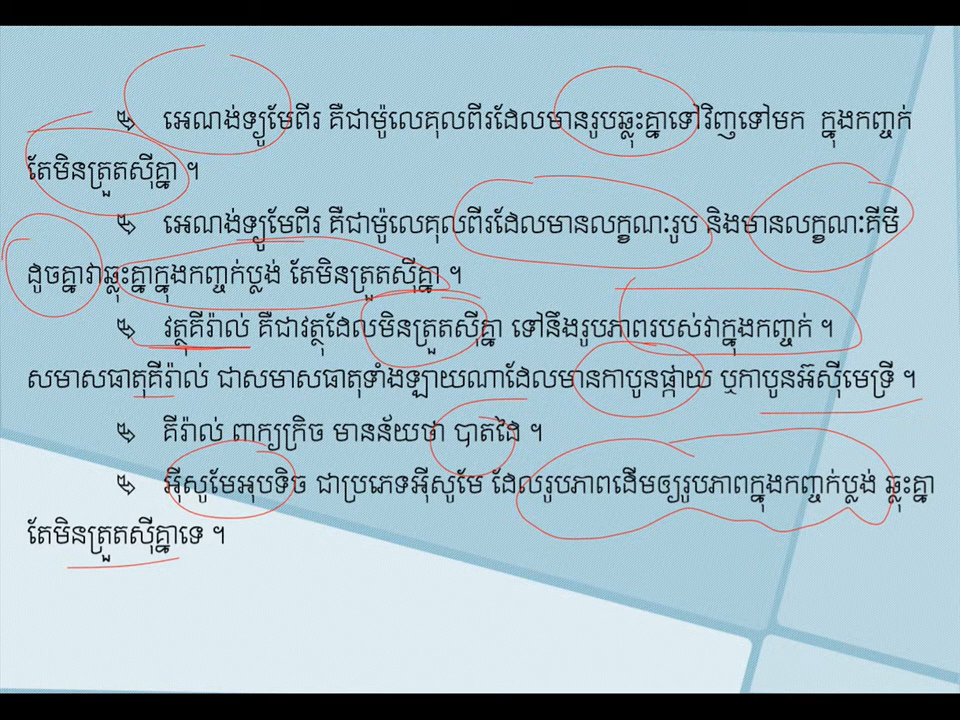 អេណង់ទ្យូមែពីរ គឺជាម៉ូលេគុលពីរដែលមានរូបឆ្លុះគ្នាទៅវិញទៅមក ក្នុងកញ្ចក់
តែមិនត្រួតស៊ីគ្នា ។
អេណង់ទ្យូមែពីរ គឺជាម៉ូលេគុលពីរដែលមានលក្ខណៈរូប និងមានលក្ខណៈគីមី
ដូចគ្នាវាឆ្លុះគ្នាក្នុងកញ្ចក់ប្លង់ តែមិនត្រួតស៊ីគ្នា ។
វត្ថុគីរ៉ាល់ គឺជាវត្ថុដែលមិនត្រួតស៊ីគ្នា ទៅនឹងរូបភាពរបស់វាក្នុងកញ្ចក់ ។
សមាសធាតុគីរ៉ាល់ ជាសមាសធាតុទាំងឡាយណាដែលមានកាបូនផ្កាយ ឬកាបូនអ៊ស៊ីមេទ្រី ។
គីរ៉ាល់ ពាក្យក្រិច មានន័យថា បាតដៃ ។
អ៊ីសូមែអុបទិច ជាប្រភេទអ៊ីសូមែ ដែលរូបភាពដើមឲ្យរូបភាពក្នុងកញ្ចក់ប្លង់ ឆ្លុះគ្នា
តែមិនត្រួតស៊ីគ្នាទេ ។